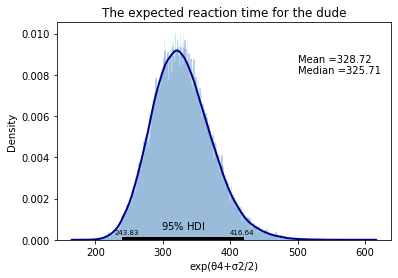 The expected reaction time for the dude
0.010
Mean =328.72
Median =325.71
0.008
0.006
Density
0.004
0.002
95% HDI
243.83 416.64
0.000
200 300 400 500 600
exp(θ4+σ2/2)